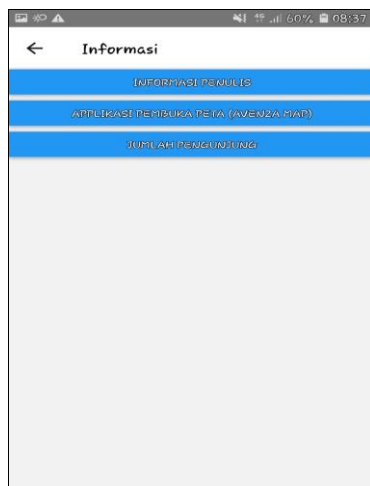 60% 08:37
Informasi
INFORMASI PENULIS
APPLIKASI PEMBUKA PETA (AVENZA MAP)
JUMLAH PENGUNJUNG